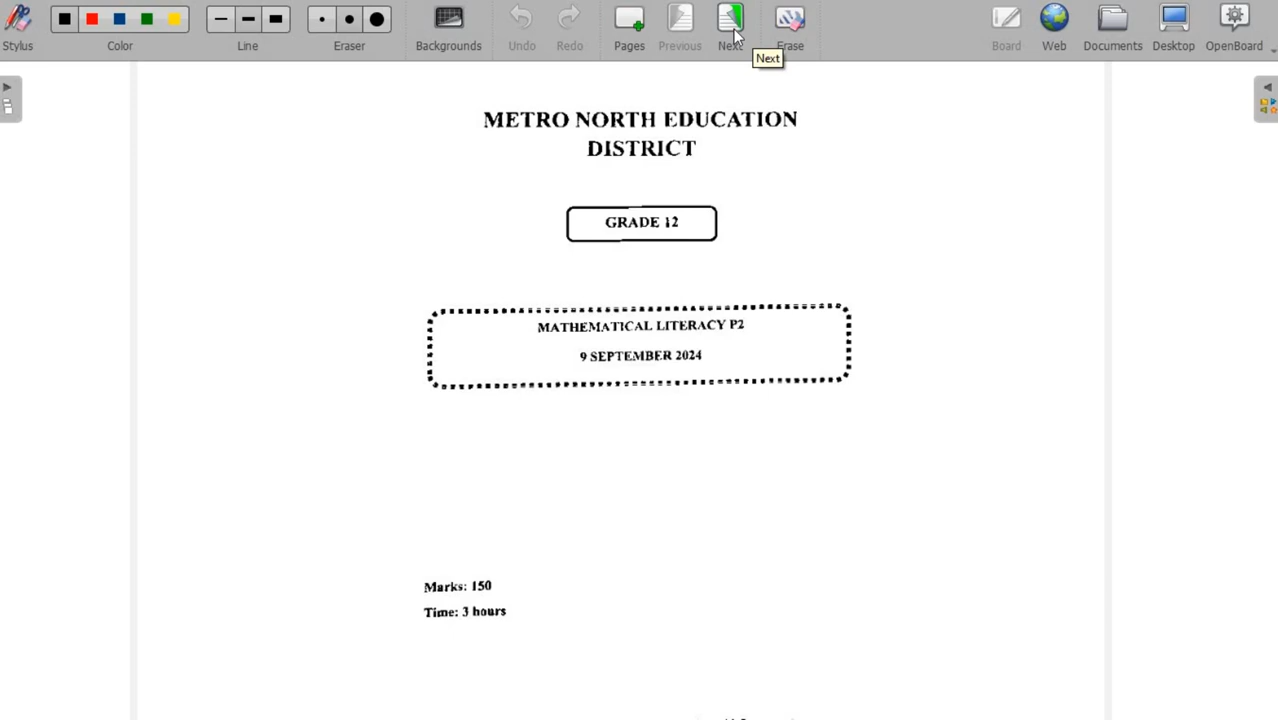 Stylus
Color
Line
Eraser
Backgrounds
Undo
Redo
Pages
Previous
Next
Erase
Board
Web
Documents
Desktop
OpenBoard
Next
METRO NORTH EDUCATION
DISTRICT
GRADE 12
MATHEMATICAL LITERACY P2
9 SEPTEMBER 2024
Marks: 150
Time: 3 hours